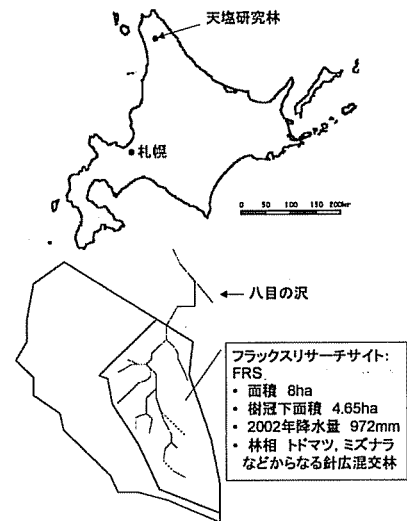 天塩研究林
札幌
0 50 100 150 200km
八目の沢
フラックスリサーチサイト:
FRS
• 面積 8ha
• 樹冠下面積 4.65ha
• 2002年降水量 972mm
• 林相 トドマツ, ミズナラ
などからなる針広混交林